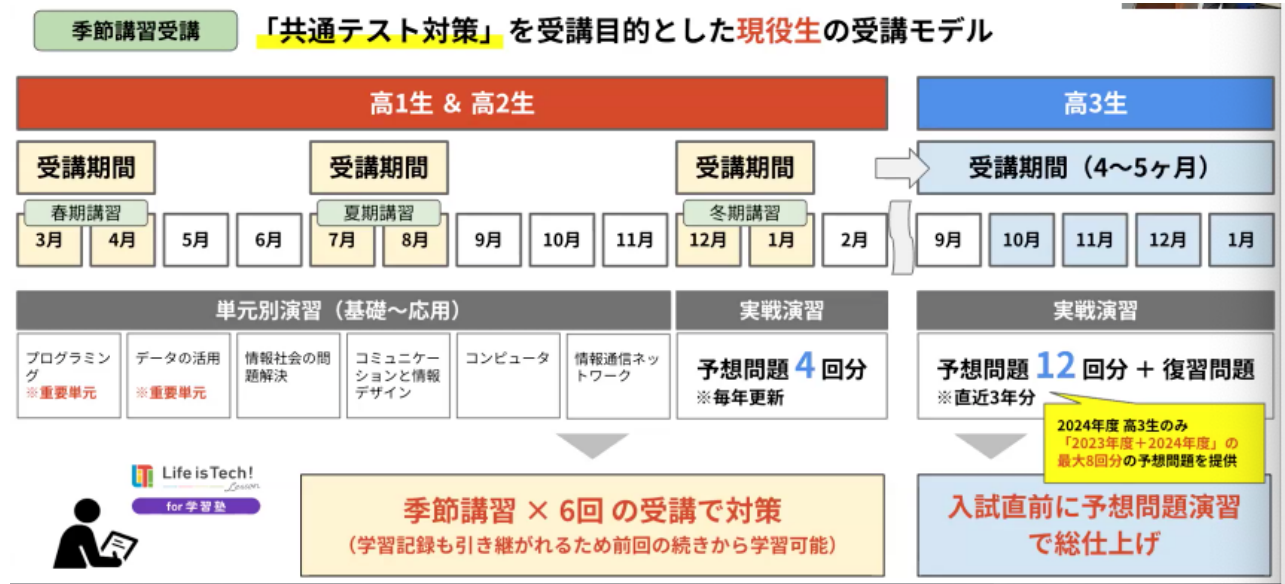 季節講習受講
「共通テスト対策」を受講目的とした現役生の受講モデル
高1生 & 高2生
高3生
受講期間
受講期間
受講期間
受講期間（4〜5ヶ月）
春期講習
夏期講習
冬期講習
3月
4月
5月
6月
7月
8月
9月
10月
11月
12月
1月
2月
9月
10月
11月
12月
1月
単元別演習（基礎〜応用）
実戦演習
実戦演習
プログラミン
グ
※重要単元
データの活用
※重要単元
情報社会の問
題解決
コミュニケー
ションと情報
デザイン
コンピュータ
情報通信ネッ
トワーク
予想問題 4 回分
※毎年更新
予想問題 12 回分 + 復習問題
※直近3年分
2024年度 高3生のみ
「2023年度+2024年度」の
最大8回分の予想問題を提供
Life is Tech!
Lesson
for 学習塾
季節講習 × 6回 の受講で対策
（学習記録も引き継がれるため前回の続きから学習可能）
入試直前に予想問題演習
で総仕上げ